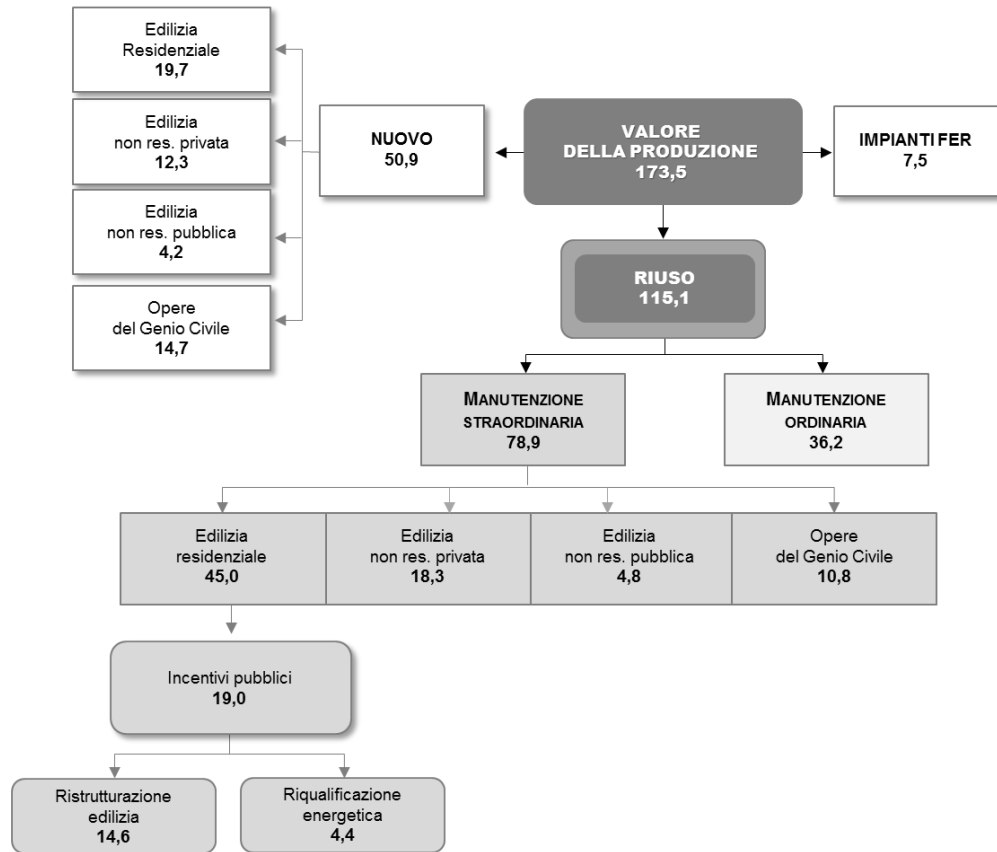 Edilizia
Residenziale
19,7
Edilizia
non res. privata
12,3
Edilizia
non res. pubblica
4,2
Opere
del Genio Civile
14,7
NUOVO
50,9
VALORE
DELLA PRODUZIONE
173,5
IMPIANTI FER
7,5
RIUSO
115,1
MANUTENZIONE
STRAORDINARIA
78,9
MANUTENZIONE
ORDINARIA
36,2
Edilizia
residenziale
45,0
Edilizia
non res. privata
18,3
Edilizia
non res. pubblica
4,8
Opere
del Genio Civile
10,8
Incentivi pubblici
19,0
Ristrutturazione
edilizia
14,6
Riqualificazione
energetica
4,4